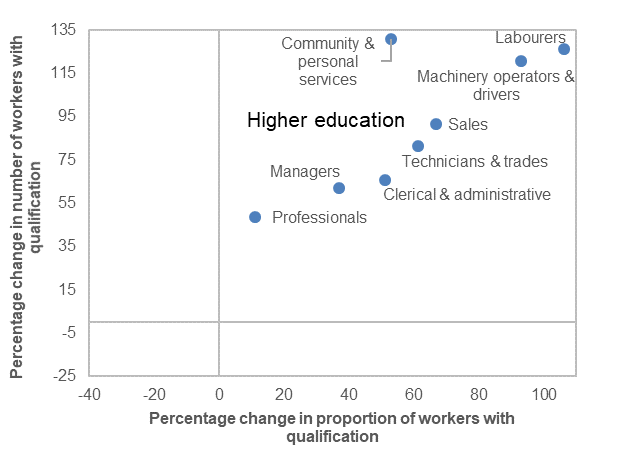 135
115
95
75
55
35
15
-5
-25
Percentage change in number of workers with
qualification
Community &
personal
services
Labourers
Machinery operators &
drivers
Higher education
Sales
Technicians & trades
Managers
Clerical & administrative
Professionals
-40
-20
0
20
40
60
80
100
Percentage change in proportion of workers with
qualification